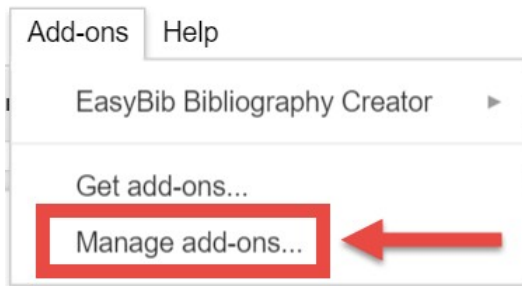 Add-ons Help
EasyBib Bibliography Creator
Get add-ons...
Manage add-ons...